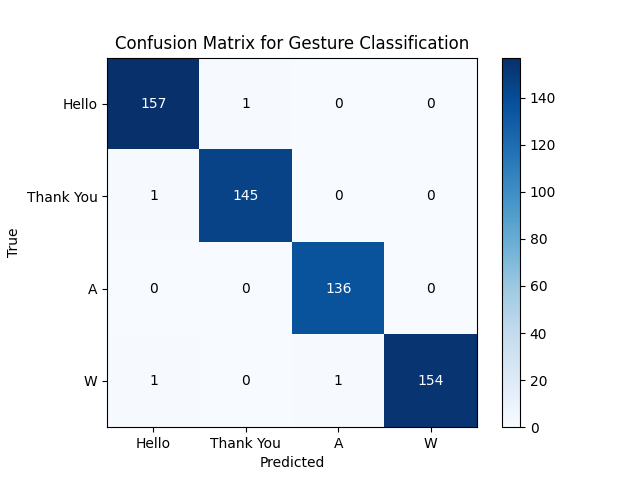 Confusion Matrix for Gesture Classification
Hello 157 1 0 0
Thank You 1 145 0 0
A 0 0 136 0
W 1 0 1 154
Hello Thank You A W
Predicted
True
140
120
100
80
60
40
20
0